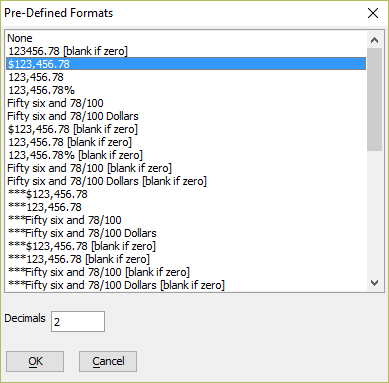 Pre-Defined Formats
None
123456.78 [blank if zero]
$123,456.78
123,456.78
123,456.78%
Fifty six and 78/100
Fifty six and 78/100 Dollars
$123,456.78 [blank if zero]
123,456.78 [blank if zero]
123,456.78% [blank if zero]
Fifty six and 78/100 [blank if zero]
Fifty six and 78/100 Dollars [blank if zero]
***$123,456.78
***123,456.78
***Fifty six and 78/100
***Fifty six and 78/100 Dollars
***$123,456.78 [blank if zero]
***123,456.78 [blank if zero]
***Fifty six and 78/100 [blank if zero]
***Fifty six and 78/100 Dollars [blank if zero]
Decimals 2
OK Cancel